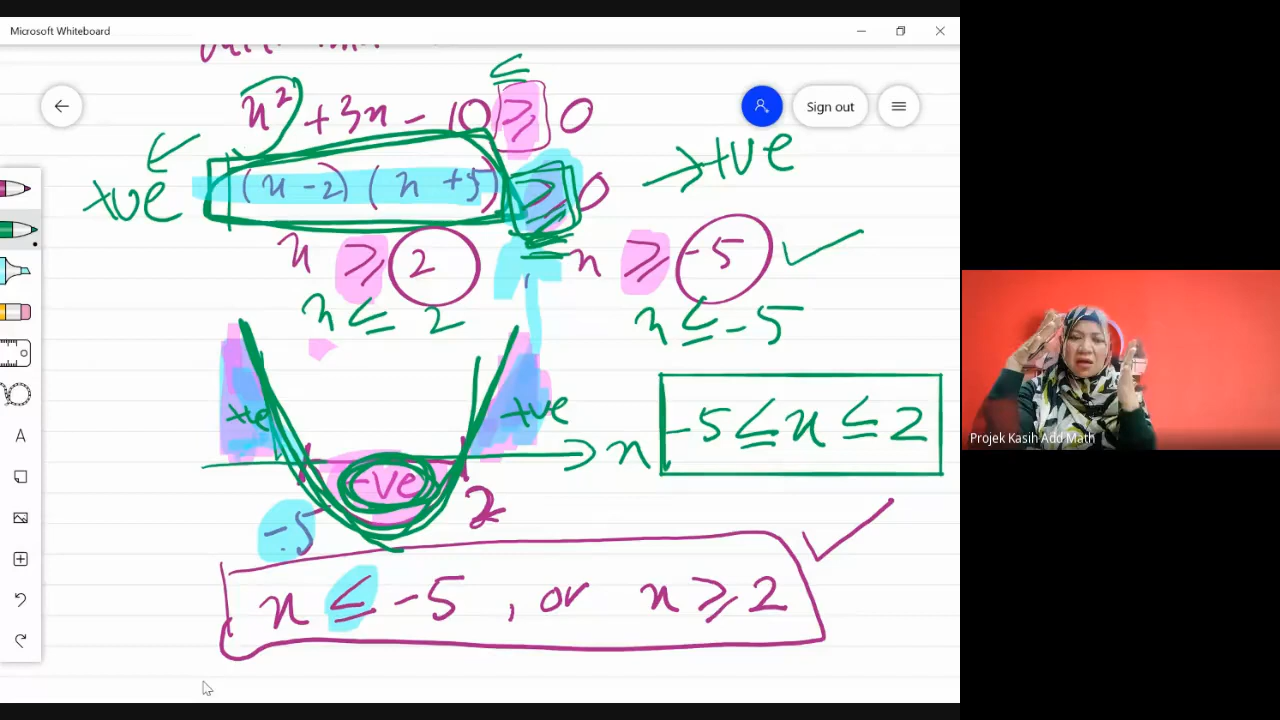 Microsoft Whiteboard
≤
x² + 3x - 10 ≥ 0
Sign out
(x - 2) (x + 5) ≥ 0
→ +ve
+ve
x ≥ 2
x ≥ -5
x ≤ 2
x ≤ -5
+ve
+ve
-5 ≤ x ≤ 2
x
-ve
-5
2
x ≤ -5 , or x ≥ 2
A
Projek Kasih Add Math